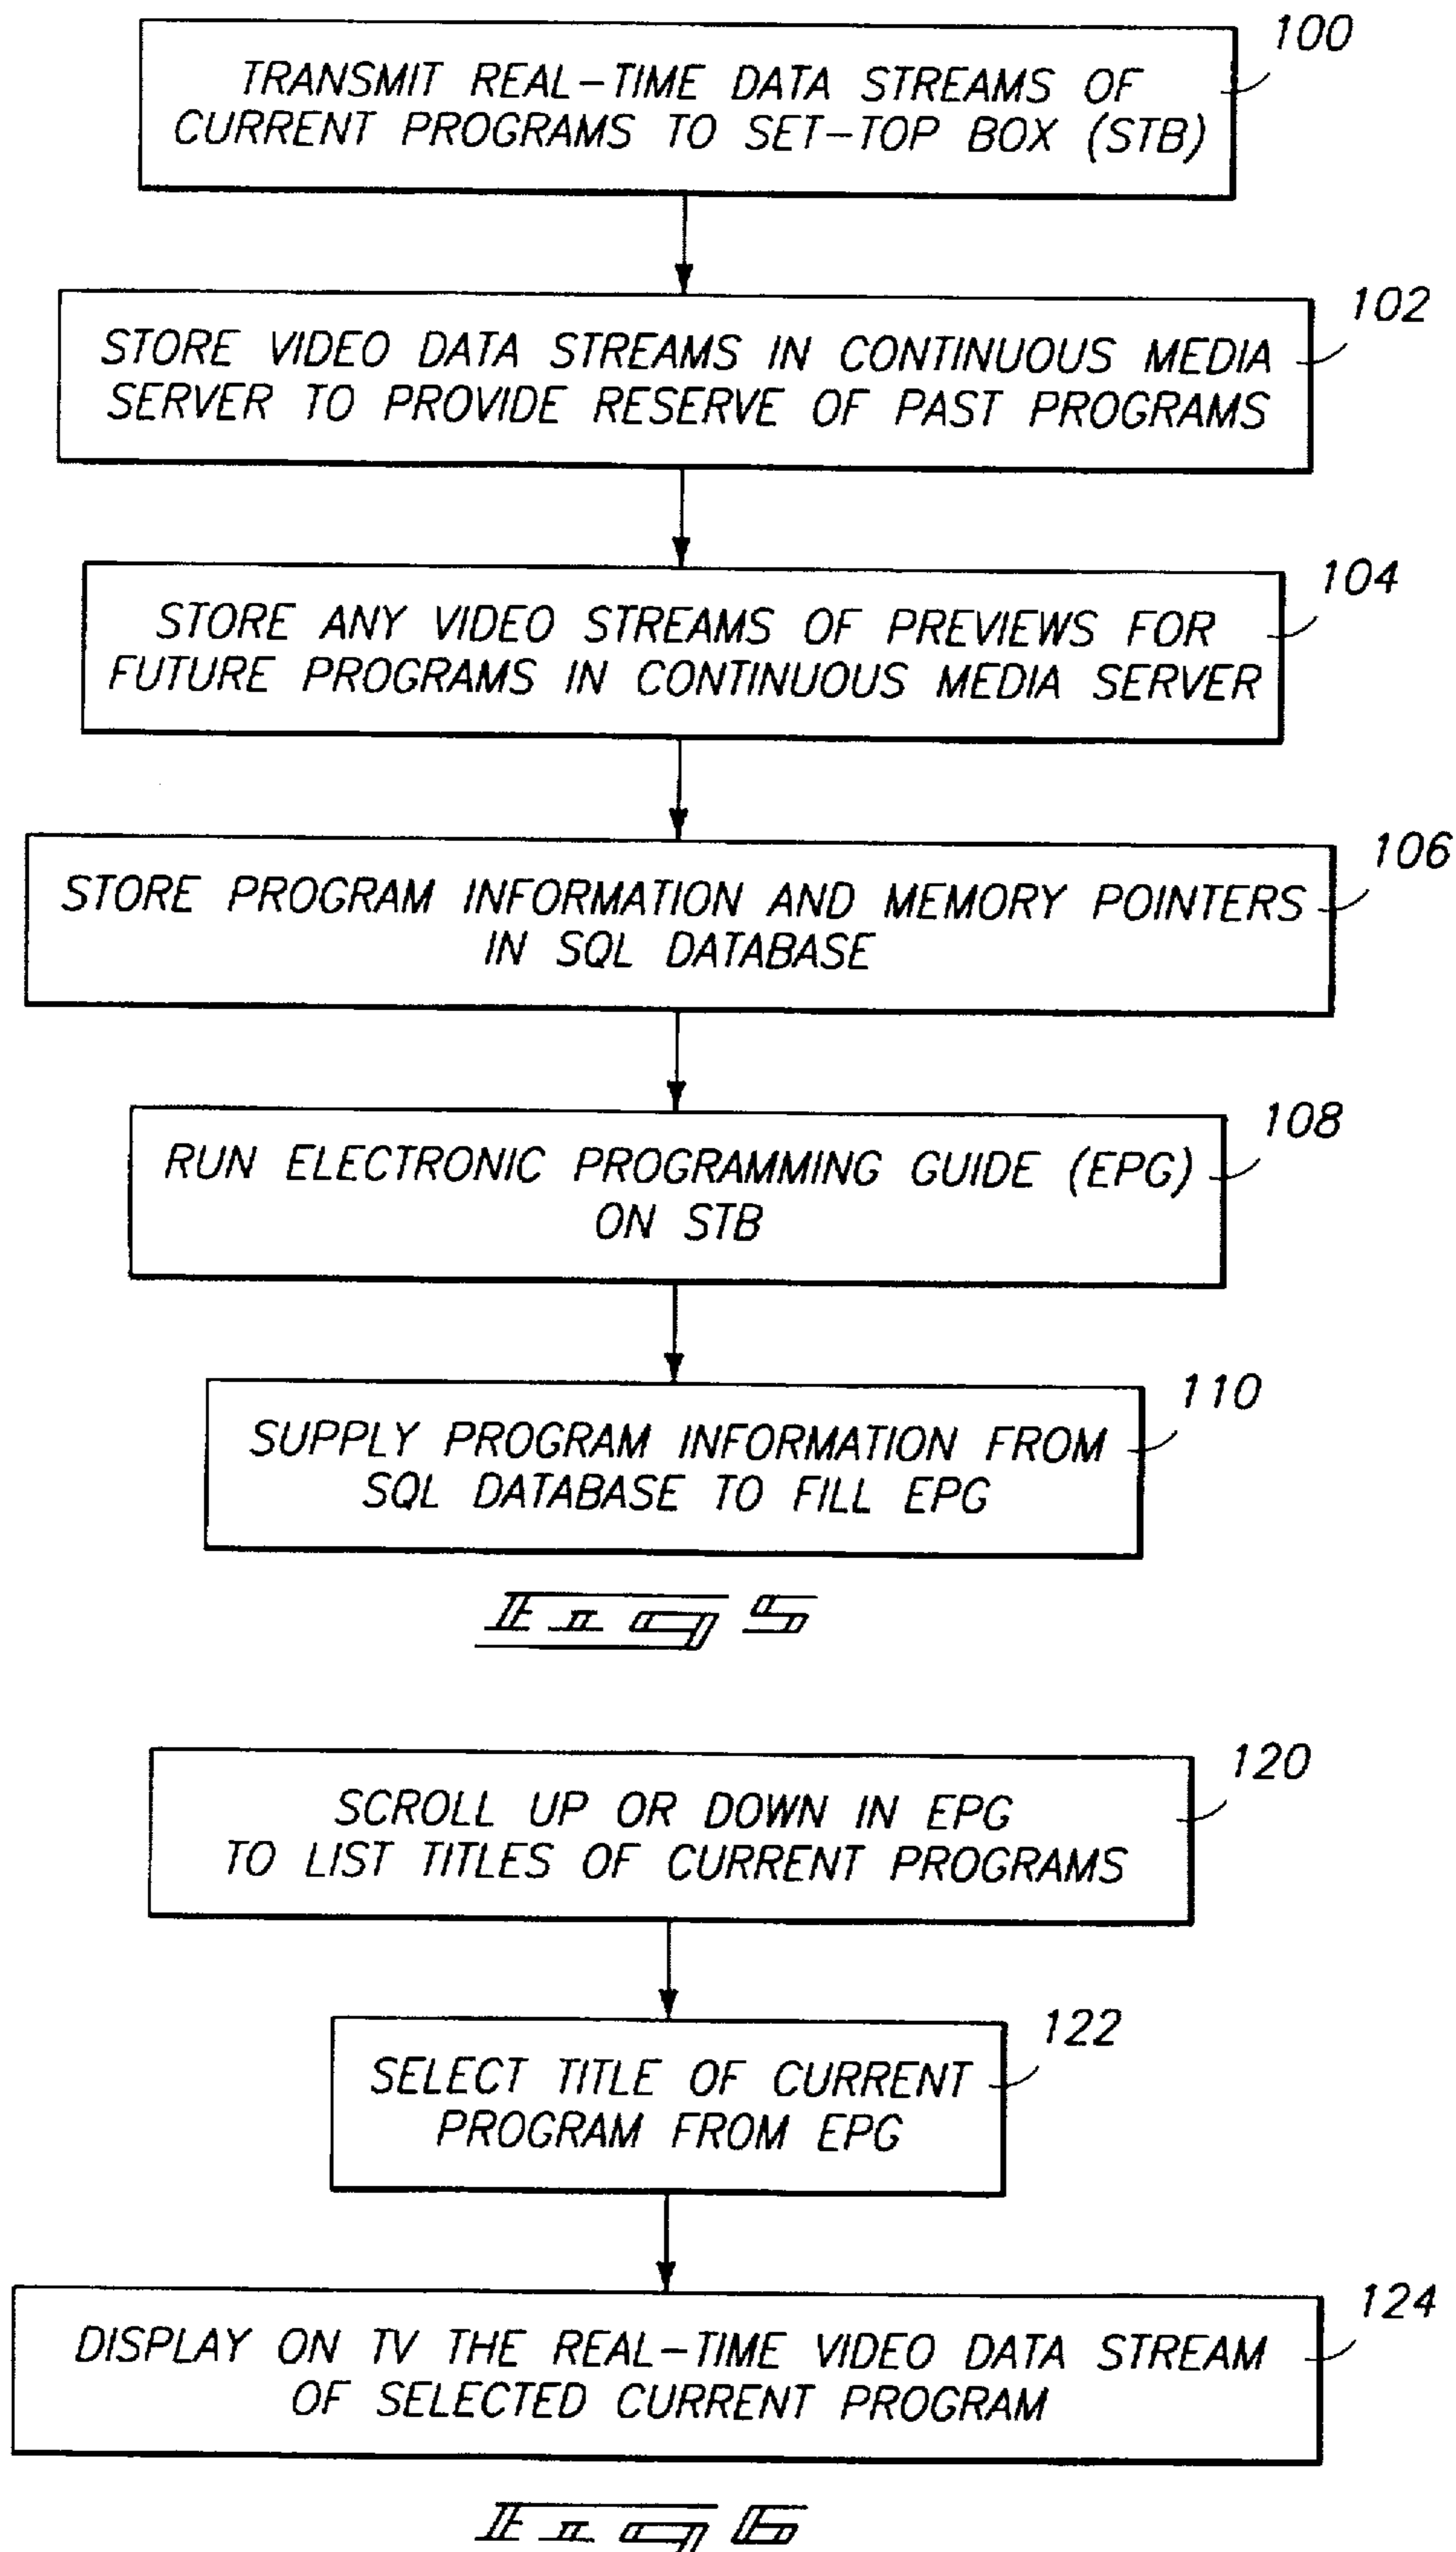 100
TRANSMIT REAL-TIME DATA STREAMS OF
CURRENT PROGRAMS TO SET-TOP BOX (STB)
102
STORE VIDEO DATA STREAMS IN CONTINUOUS MEDIA
SERVER TO PROVIDE RESERVE OF PAST PROGRAMS
104
STORE ANY VIDEO STREAMS OF PREVIEWS FOR
FUTURE PROGRAMS IN CONTINUOUS MEDIA SERVER
106
STORE PROGRAM INFORMATION AND MEMORY POINTERS
IN SQL DATABASE
108
RUN ELECTRONIC PROGRAMMING GUIDE (EPG)
ON STB
110
SUPPLY PROGRAM INFORMATION FROM
SQL DATABASE TO FILL EPG
Fig 5
120
SCROLL UP OR DOWN IN EPG
TO LIST TITLES OF CURRENT PROGRAMS
122
SELECT TITLE OF CURRENT
PROGRAM FROM EPG
124
DISPLAY ON TV THE REAL-TIME VIDEO DATA STREAM
OF SELECTED CURRENT PROGRAM
Fig 6